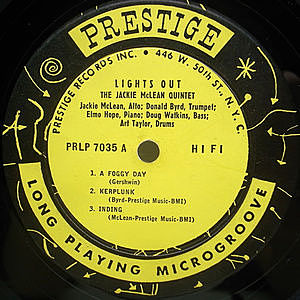 PRESTIGE
PRESTIGE RECORDS INC. • 446 W. 50th ST., N.Y.C.
LIGHTS OUT
THE JACKIE McLEAN QUINTET
Jackie McLean, Alto; Donald Byrd, Trumpet;
Elmo Hope, Piano; Doug Watkins, Bass;
Art Taylor, Drums
PRLP 7035 A HI FI
1. A FOGGY DAY
(Gershwin)
2. KERPLUNK
(Byrd-Prestige Music-BMI)
3. INDING
(McLean-Prestige Music-BMI)
LONG PLAYING MICROGROOVE